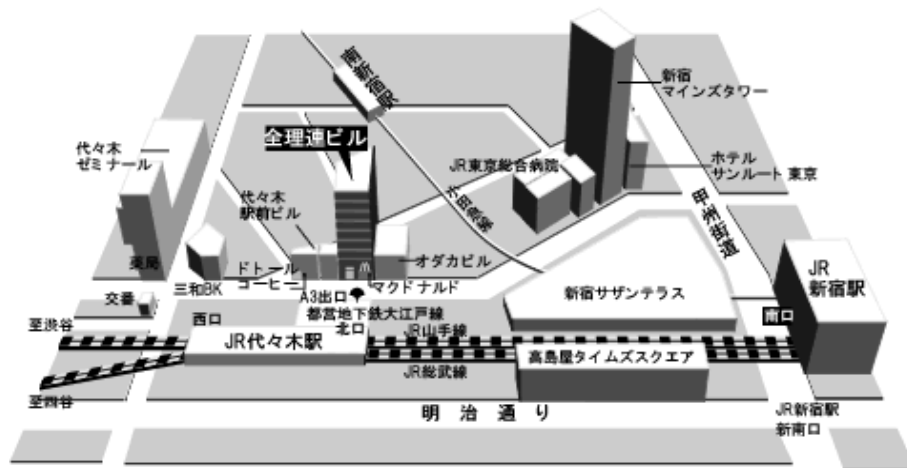 南新宿駅
新宿
マインズタワー
全理連ビル
代々木
ゼミナール
JR東京総合病院
ホテル
サンルート東京
代々木
駅前ビル
小田急線
甲州街道
オダカビル
薬局
三和BK
ドトール
コーヒー
A3出口
マクドナルド
JR
新宿駅
交番
都営地下鉄大江戸線
新宿サザンテラス
南口
至渋谷
西口
北口
JR山手線
JR代々木駅
高島屋タイムズスクエア
JR総武線
至四谷
明治通り
JR新宿駅
新南口